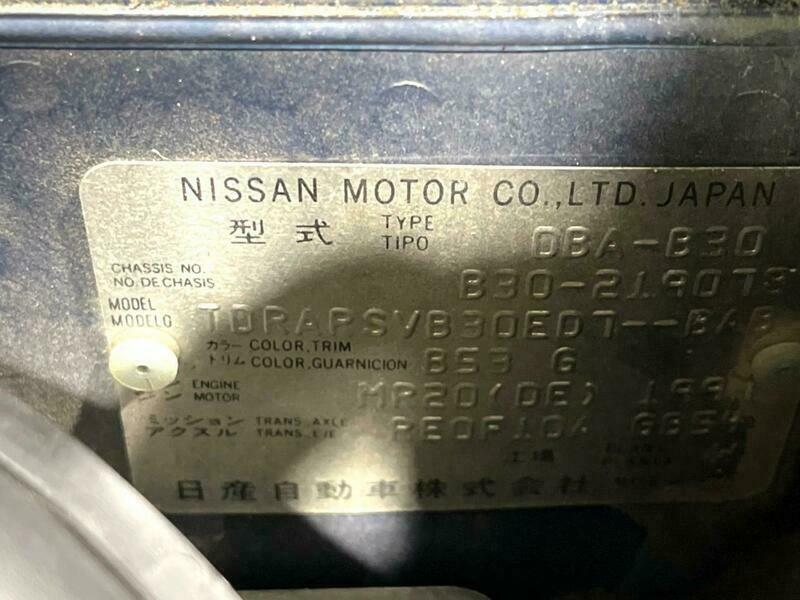 NISSAN MOTOR CO.,LTD. JAPAN
型式 TYPE TIPO DBA-B30
CHASSIS NO. NO. DE CHASIS B30-219073
MODEL MODELO TDRARSVB30EDA--BAB
カラー COLOR, TRIM
トリム COLOR, GUARNICION B53 G
ENGINE MOTOR MR20(DE) 1997
ミッション TRANS. AXLE
アクスル TRANS. EJE RE0F10A
工場
日産自動車株式会社